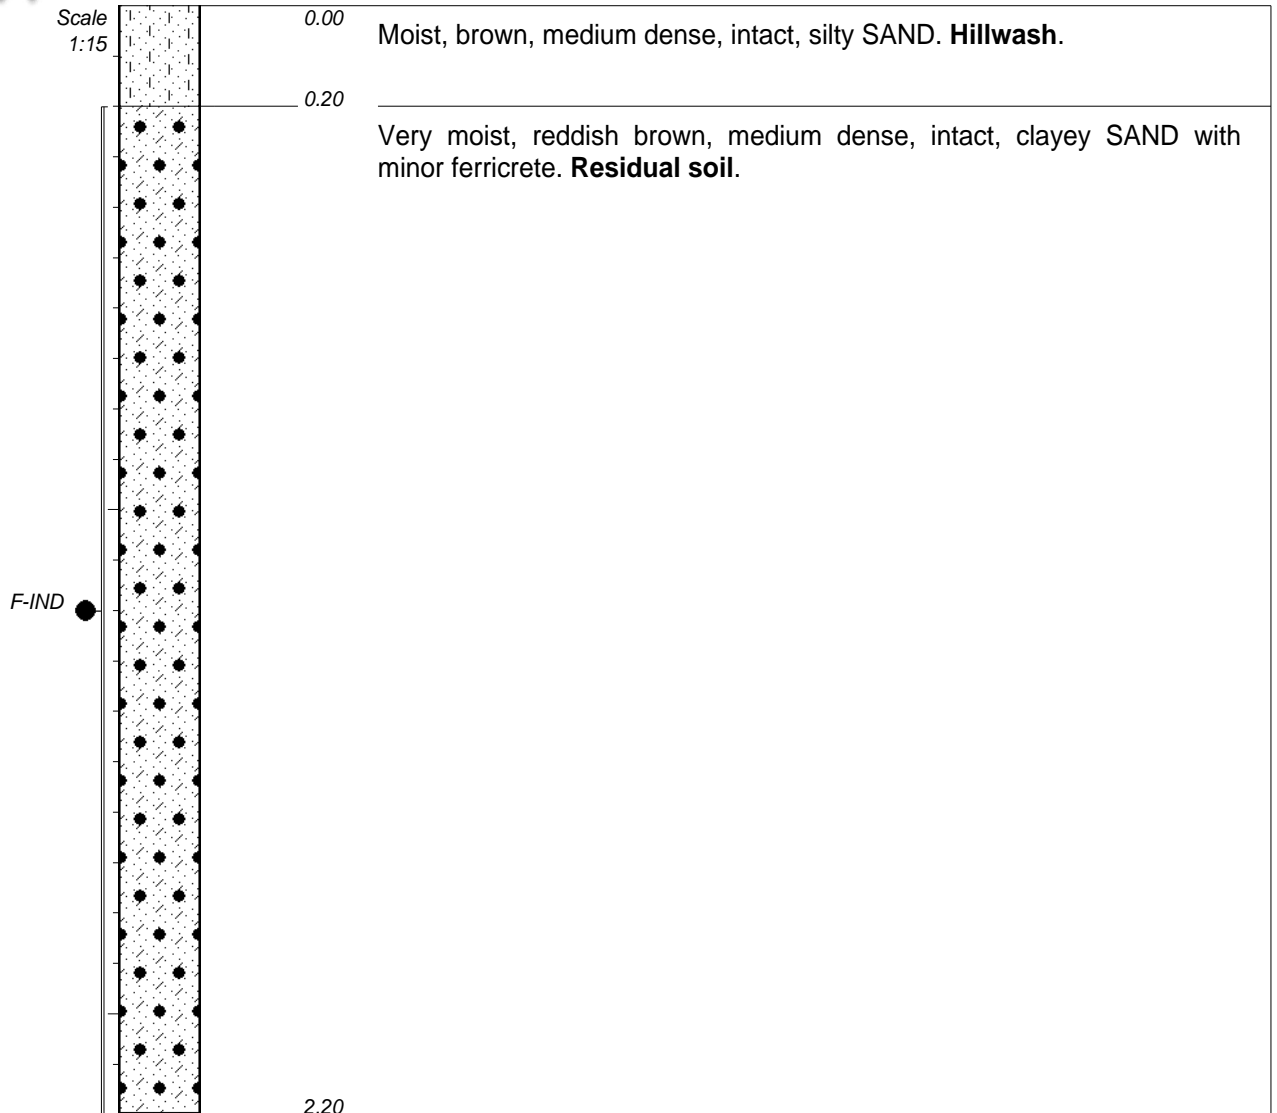 Scale
1:15
0.00
Moist, brown, medium dense, intact, silty SAND. Hillwash.
0.20
Very moist, reddish brown, medium dense, intact, clayey SAND with
minor ferricrete. Residual soil.
F-IND
2.20